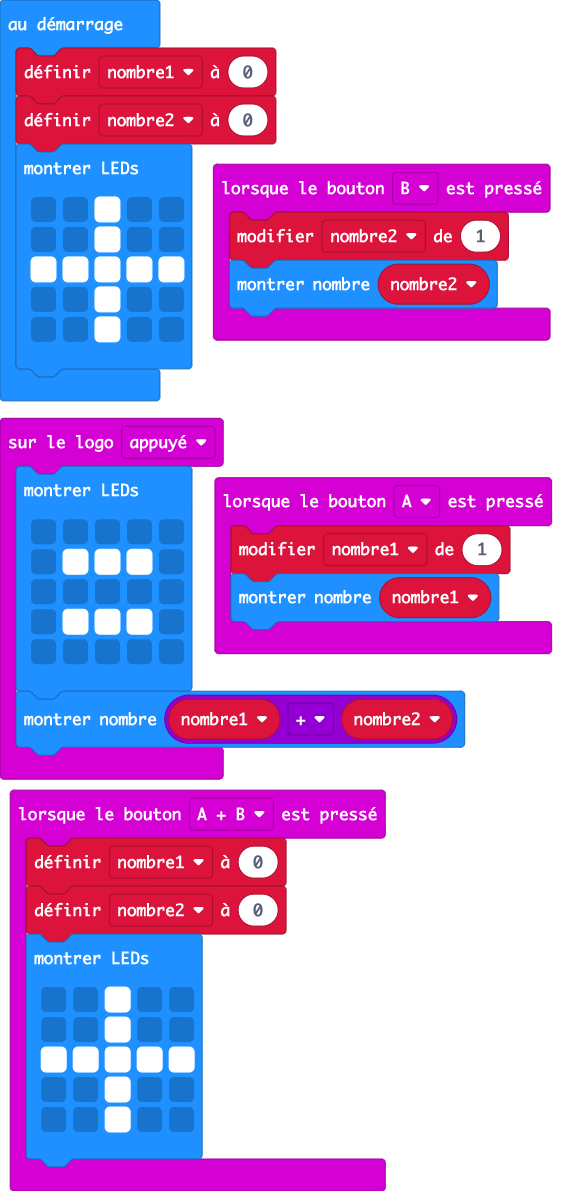 au démarrage
définir nombre1 à 0
définir nombre2 à 0
montrer LEDs
lorsque le bouton B est pressé
modifier nombre2 de 1
montrer nombre nombre2
sur le logo appuyé
montrer LEDs
montrer nombre nombre1 + nombre2
lorsque le bouton A est pressé
modifier nombre1 de 1
montrer nombre nombre1
lorsque le bouton A + B est pressé
définir nombre1 à 0
définir nombre2 à 0
montrer LEDs